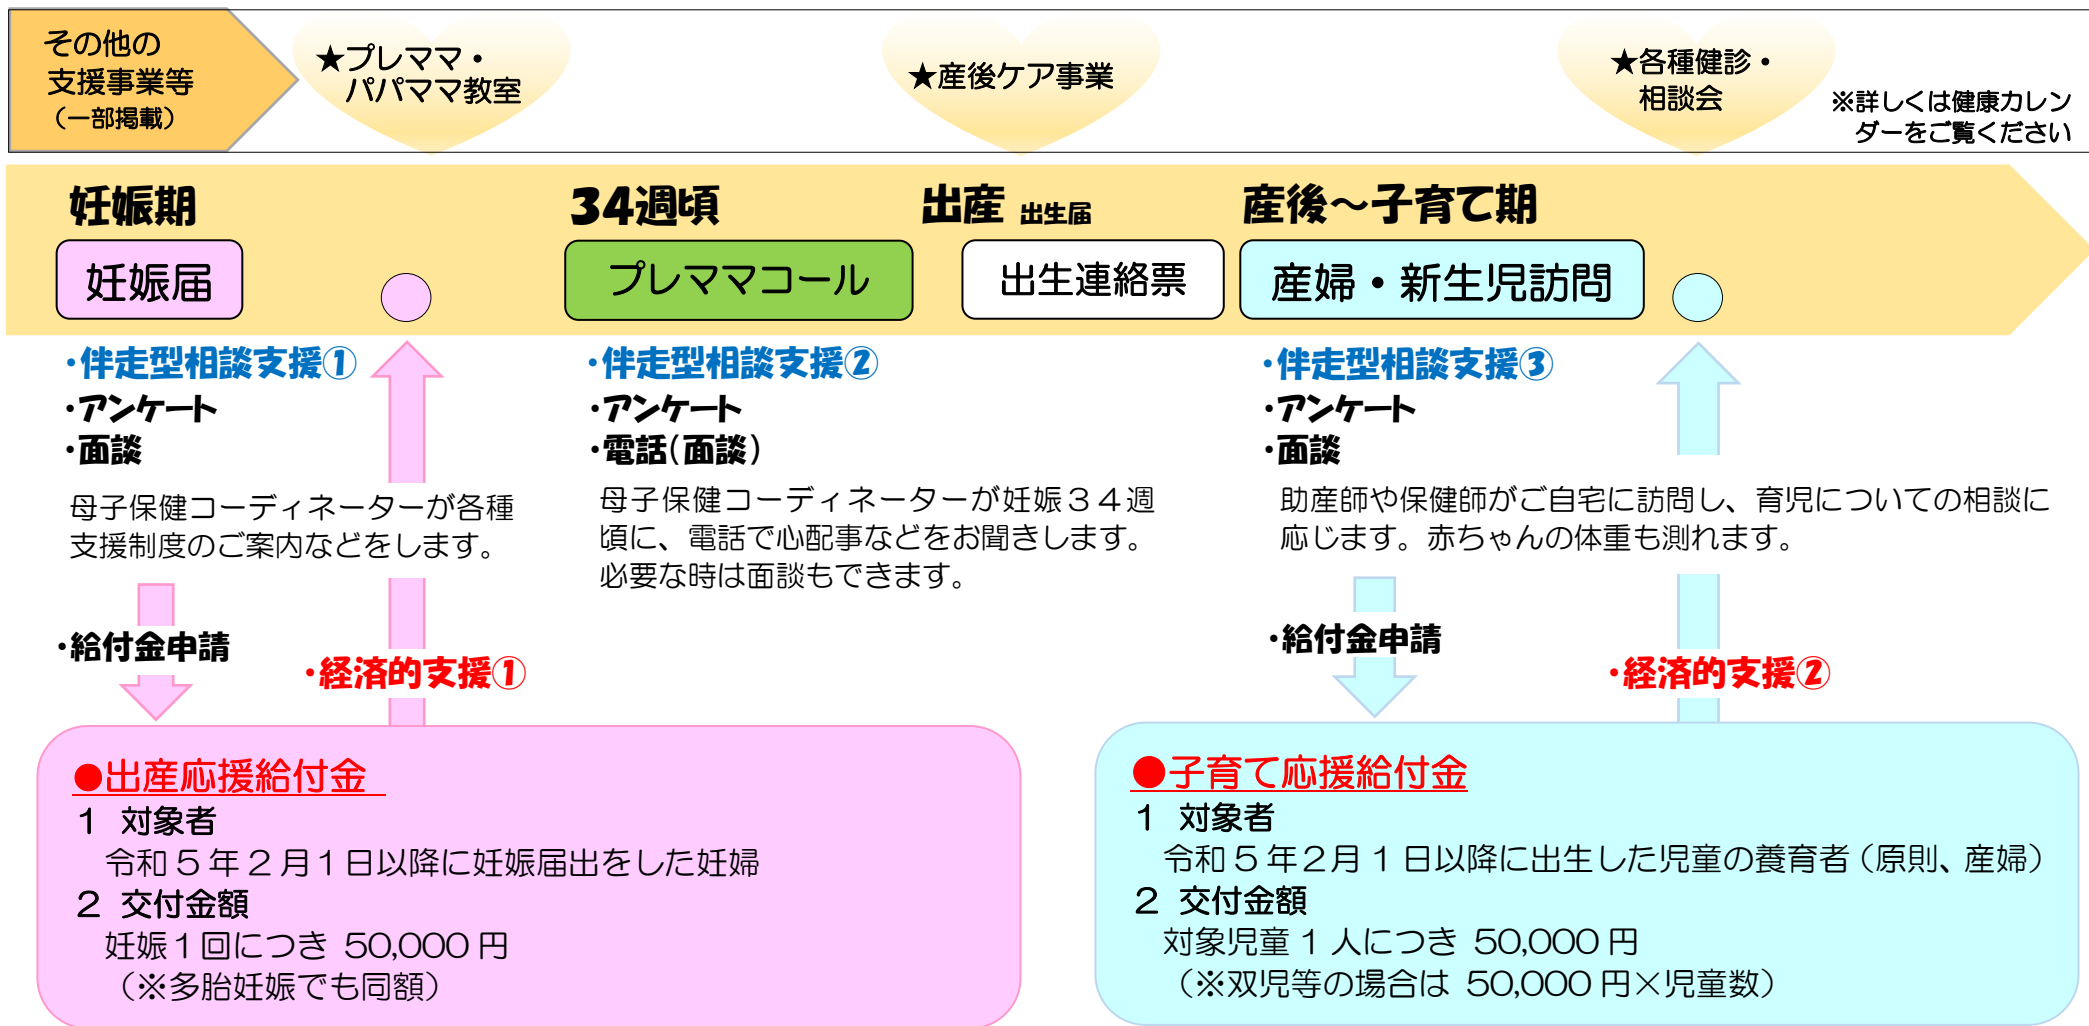 その他の
支援事業等
（一部掲載）
★プレママ・
パパママ教室
★産後ケア事業
★各種健診・
相談会
※詳しくは健康カレン
ダーをご覧ください
妊娠期
34週頃
出産 出生届
産後～子育て期
妊娠届
プレママコール
出生連絡票
産婦・新生児訪問
・伴走型相談支援①
・アンケート
・面談
母子保健コーディネーターが各種
支援制度のご案内などをします。
・給付金申請
・経済的支援①
・伴走型相談支援②
・アンケート
・電話（面談）
母子保健コーディネーターが妊娠３４週
頃に、電話で心配事などをお聞きします。
必要な時は面談もできます。
・伴走型相談支援③
・アンケート
・面談
助産師や保健師がご自宅に訪問し、育児についての相談に
応じます。赤ちゃんの体重も測れます。
・給付金申請
・経済的支援②
●出産応援給付金
１ 対象者
令和５年２月１日以降に妊娠届出をした妊婦
２ 交付金額
妊娠１回につき 50,000 円
（※多胎妊娠でも同額）
●子育て応援給付金
１ 対象者
令和５年２月１日以降に出生した児童の養育者（原則、産婦）
２ 交付金額
対象児童１人につき 50,000 円
（※双児等の場合は 50,000 円×児童数）